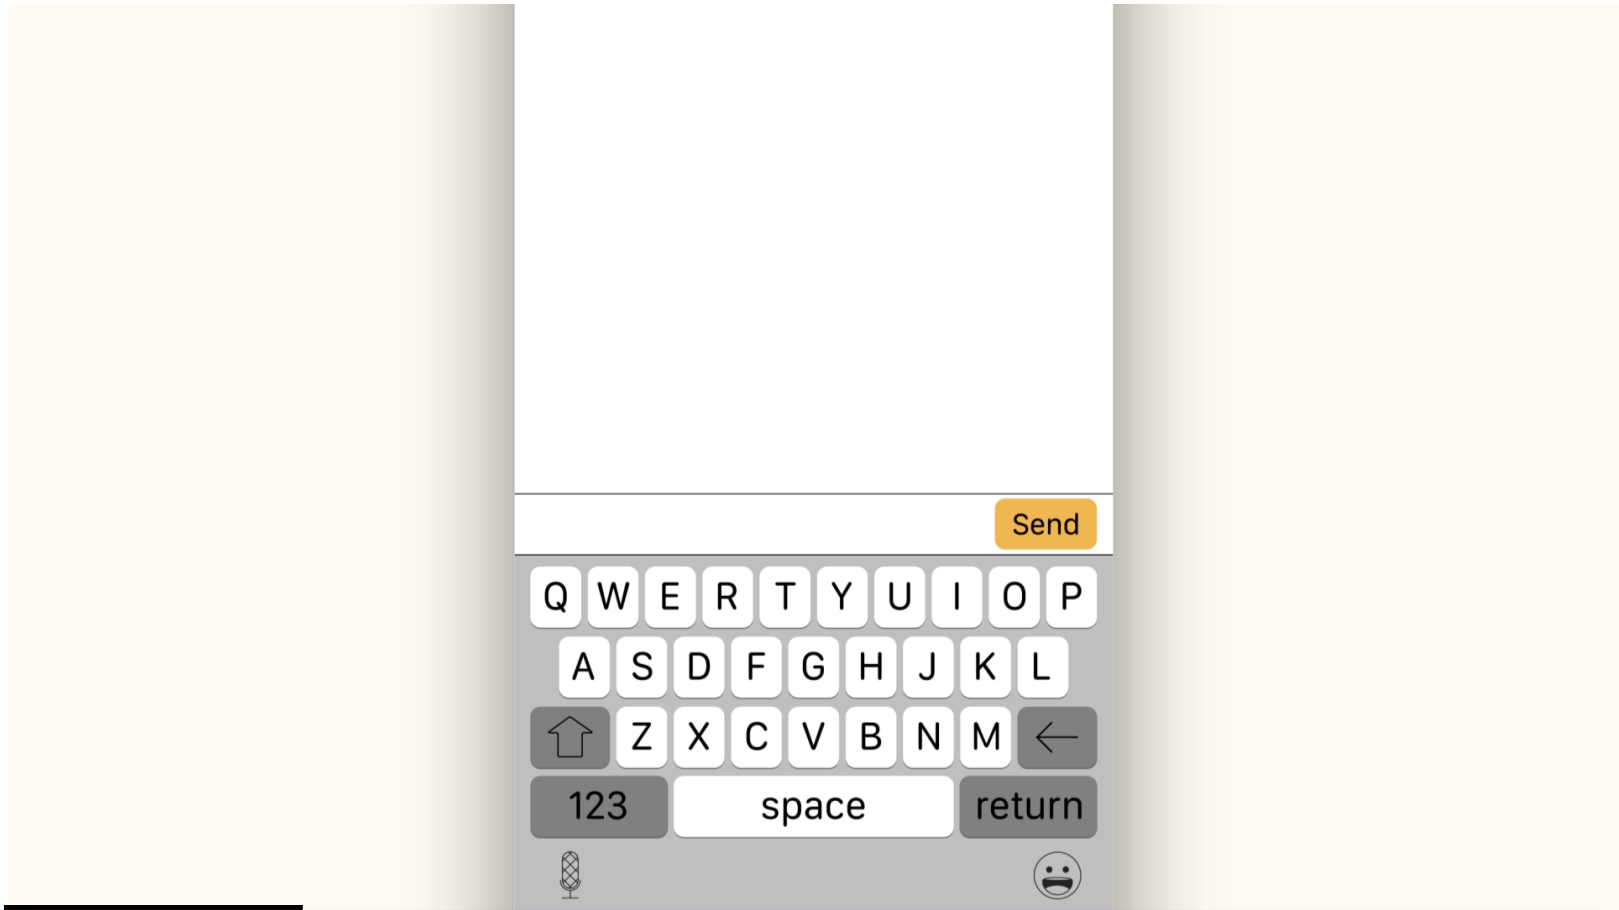 Send
Q W E R T Y U I O P
A S D F G H J K L
Z X C V B N M
123 space return